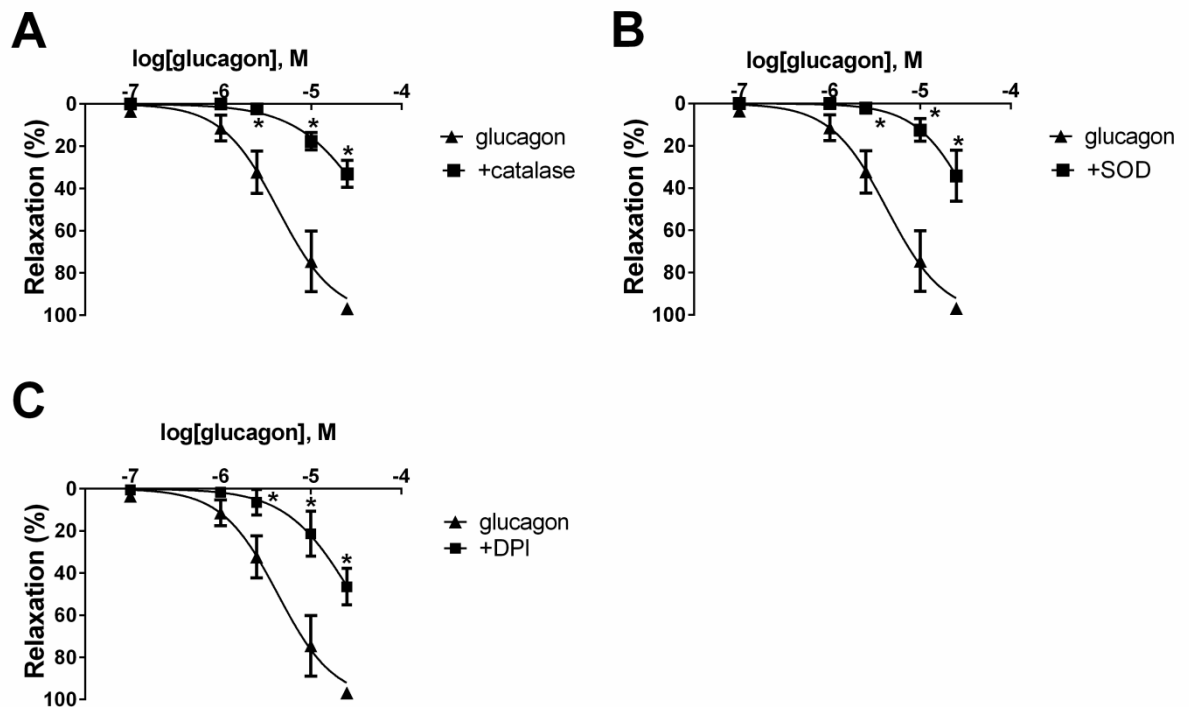 A
log[glucagon], M
-7 -6 -5 -4
0
20
40
60
80
100
Relaxation (%)
* * *
glucagon
+catalase
B
log[glucagon], M
-7 -6 -5 -4
0
20
40
60
80
100
Relaxation (%)
* * *
glucagon
+SOD
C
log[glucagon], M
-7 -6 -5 -4
0
20
40
60
80
100
Relaxation (%)
* * *
glucagon
+DPI